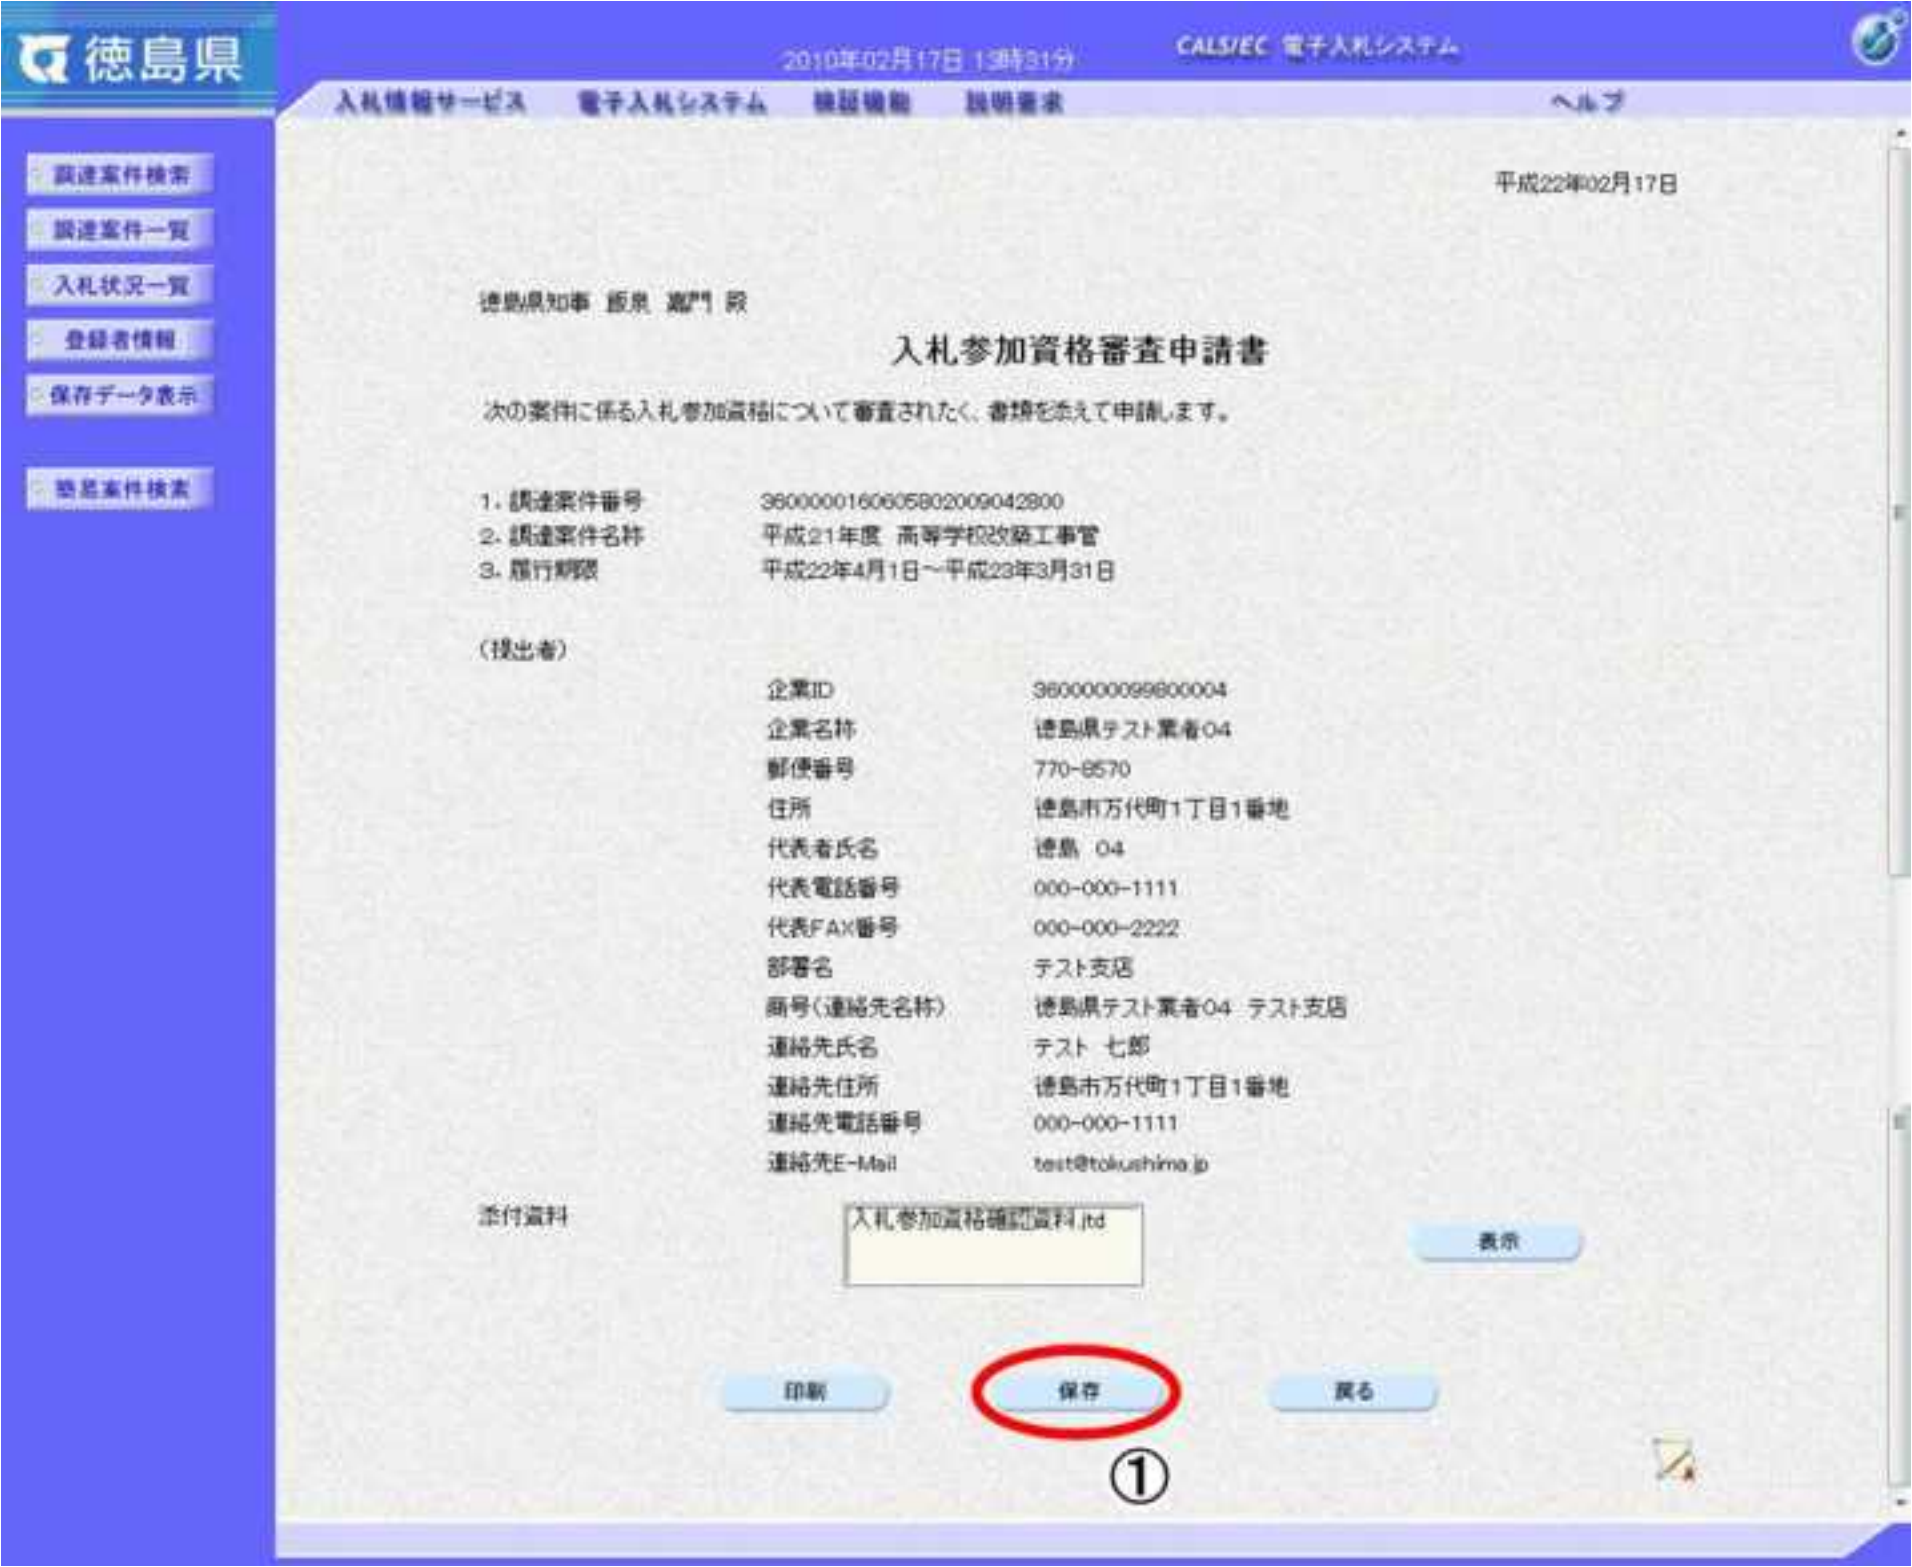 徳島県
2010年02月17日 13時31分
CALS/EC 電子入札システム
入札情報サービス 電子入札システム 検証機能 説明要求 ヘルプ
調達案件検索
調達案件一覧
入札状況一覧
登録者情報
保存データ表示
簡易案件検索
平成22年02月17日
徳島県知事 飯泉 嘉門 殿
入札参加資格審査申請書
次の案件に係る入札参加資格について審査されたく、書類を添えて申請します。
1. 調達案件番号 360000016060580200904​2800
2. 調達案件名称 平成21年度 高等学校改築工事管
3. 履行期限 平成22年4月1日～平成23年3月31日
(提出者)
企業ID 3600000099800004
企業名称 徳島県テスト業者04
郵便番号 770-8570
住所 徳島市万代町1丁目1番地
代表者氏名 徳島 04
代表電話番号 000-000-1111
代表FAX番号 000-000-2222
部署名 テスト支店
商号(連絡先名称) 徳島県テスト業者04 テスト支店
連絡先氏名 テスト 七郎
連絡先住所 徳島市万代町1丁目1番地
連絡先電話番号 000-000-1111
連絡先E-Mail test@tokushima.jp
添付資料 入札参加資格確認資料.jtd 表示
印刷 保存 戻る
①